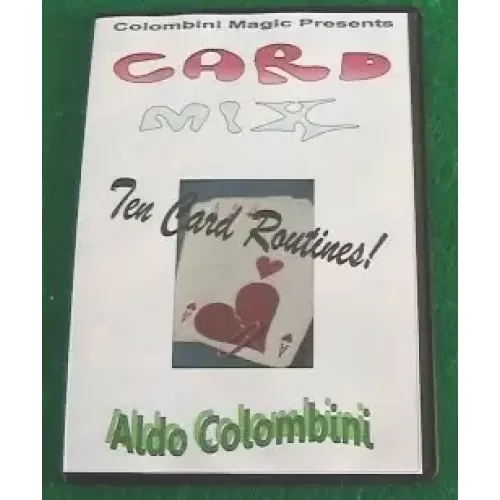 Colombini Magic Presents
CARD
MIX
Ten Card Routines!
A
A
Aldo Colombini